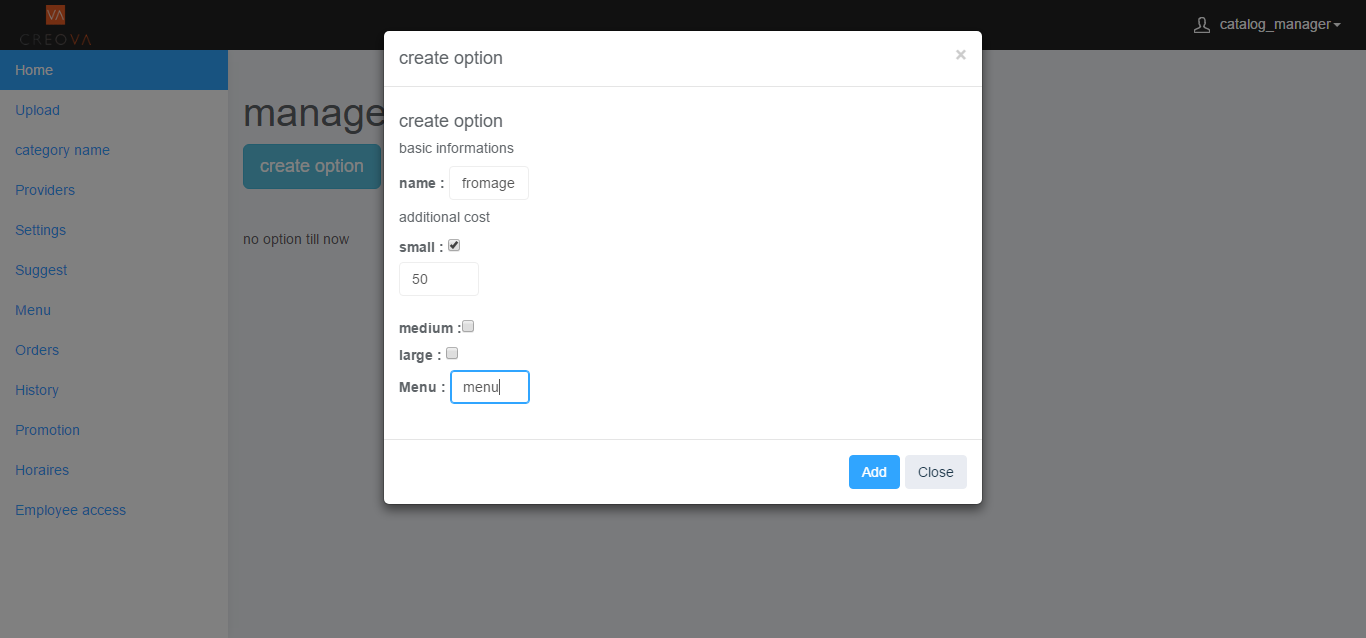 VA
CREOVA
catalog_manager
Home
Upload
category name
Providers
Settings
Suggest
Menu
Orders
History
Promotion
Horaires
Employee access
manage
create option
no option till now
create option
×
create option
basic informations
name : fromage
additional cost
small :
50
medium :
large :
Menu : menu
Add Close